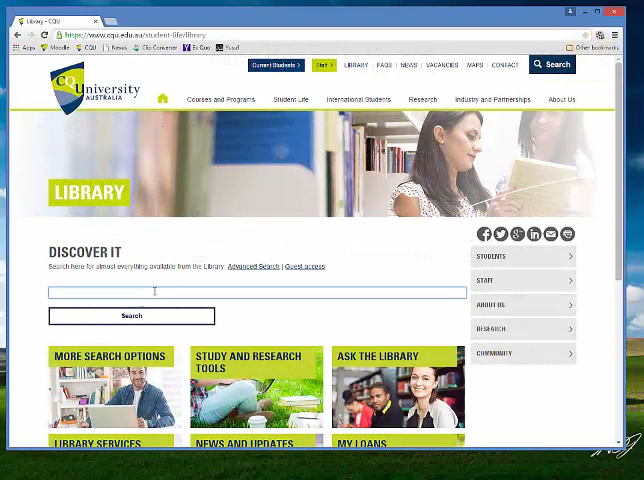 Library - CQU
https://www.cqu.edu.au/student-life/library
Apps Moodle CQU Nexus Clip Converter Ex Quo Yusuf Other bookmarks
Current Students Staff LIBRARY FAQS NEWS VACANCIES MAPS CONTACT Search
CQUniversity
AUSTRALIA
Courses and Programs Student Life International Students Research Industry and Partnerships About Us
LIBRARY
DISCOVER IT
Search here for almost everything available from the Library. Advanced Search | Guest access
Search
STUDENTS
STAFF
ABOUT US
RESEARCH
COMMUNITY
MORE SEARCH OPTIONS
STUDY AND RESEARCH
TOOLS
ASK THE LIBRARY
LIBRARY SERVICES
NEWS AND UPDATES
MY LOANS